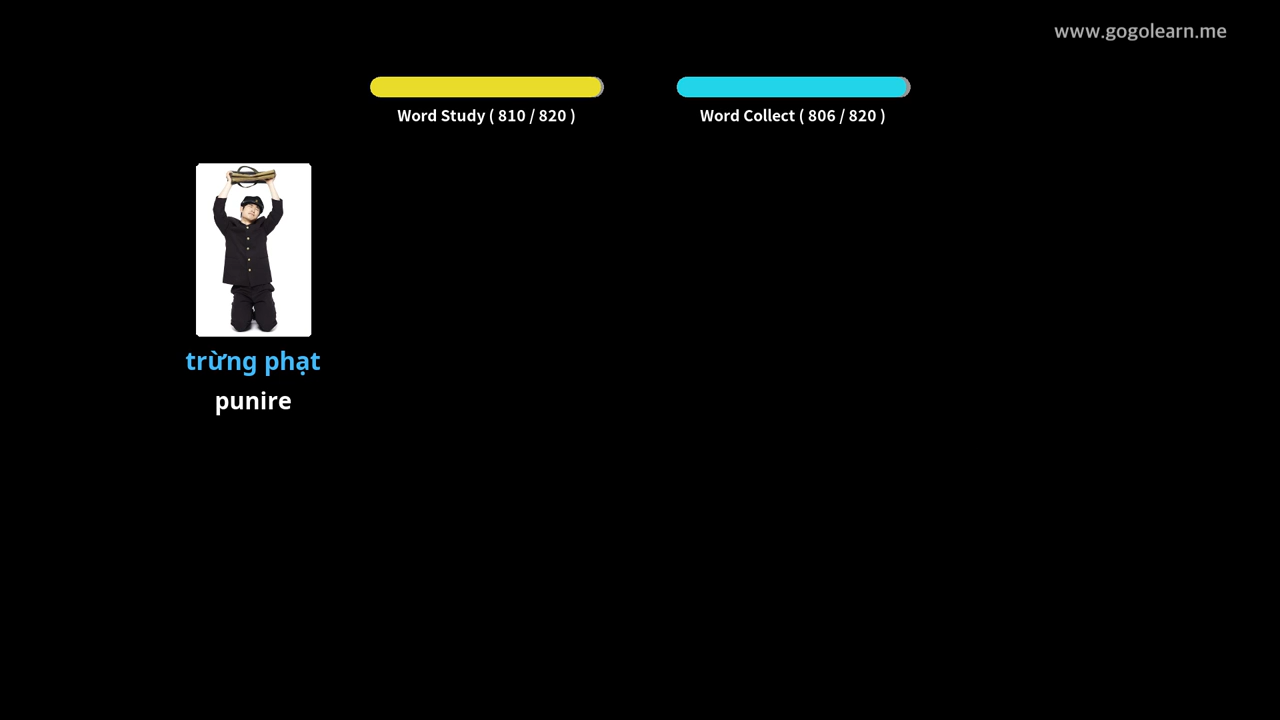 www.gogolearn.me
Word Study ( 810 / 820 )
Word Collect ( 806 / 820 )
trừng phạt
punire